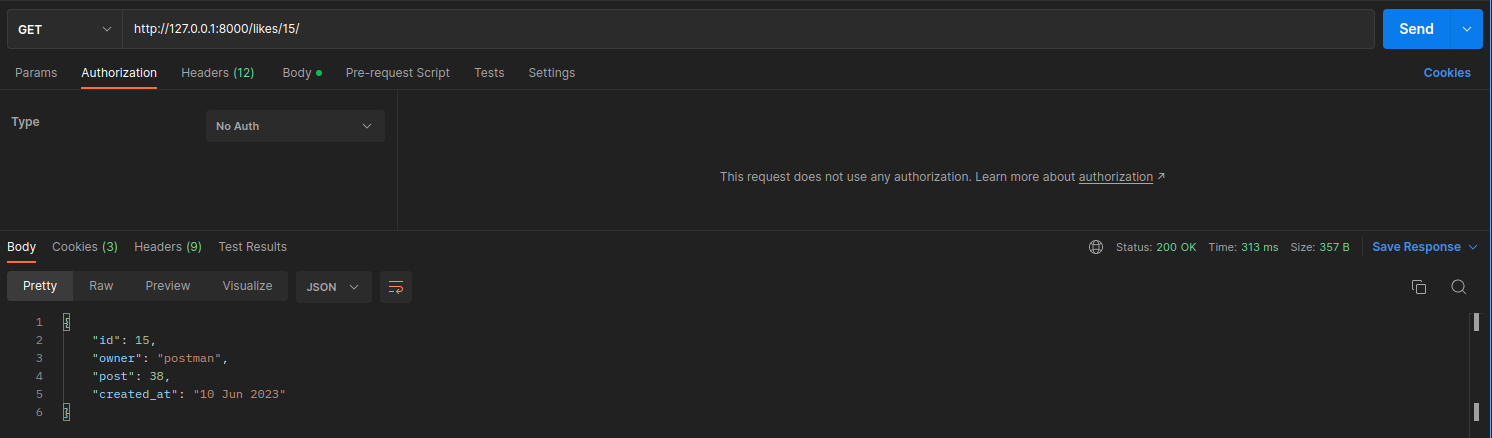 GET http://127.0.0.1:8000/likes/15/ Send
Params Authorization Headers (12) Body Pre-request Script Tests Settings Cookies
Type No Auth
This request does not use any authorization. Learn more about authorization ↗
Body Cookies (3) Headers (9) Test Results Status: 200 OK Time: 313 ms Size: 357 B Save Response
Pretty Raw Preview Visualize JSON
1 {
2 "id": 15,
3 "owner": "postman",
4 "post": 38,
5 "created_at": "10 Jun 2023"
6 }